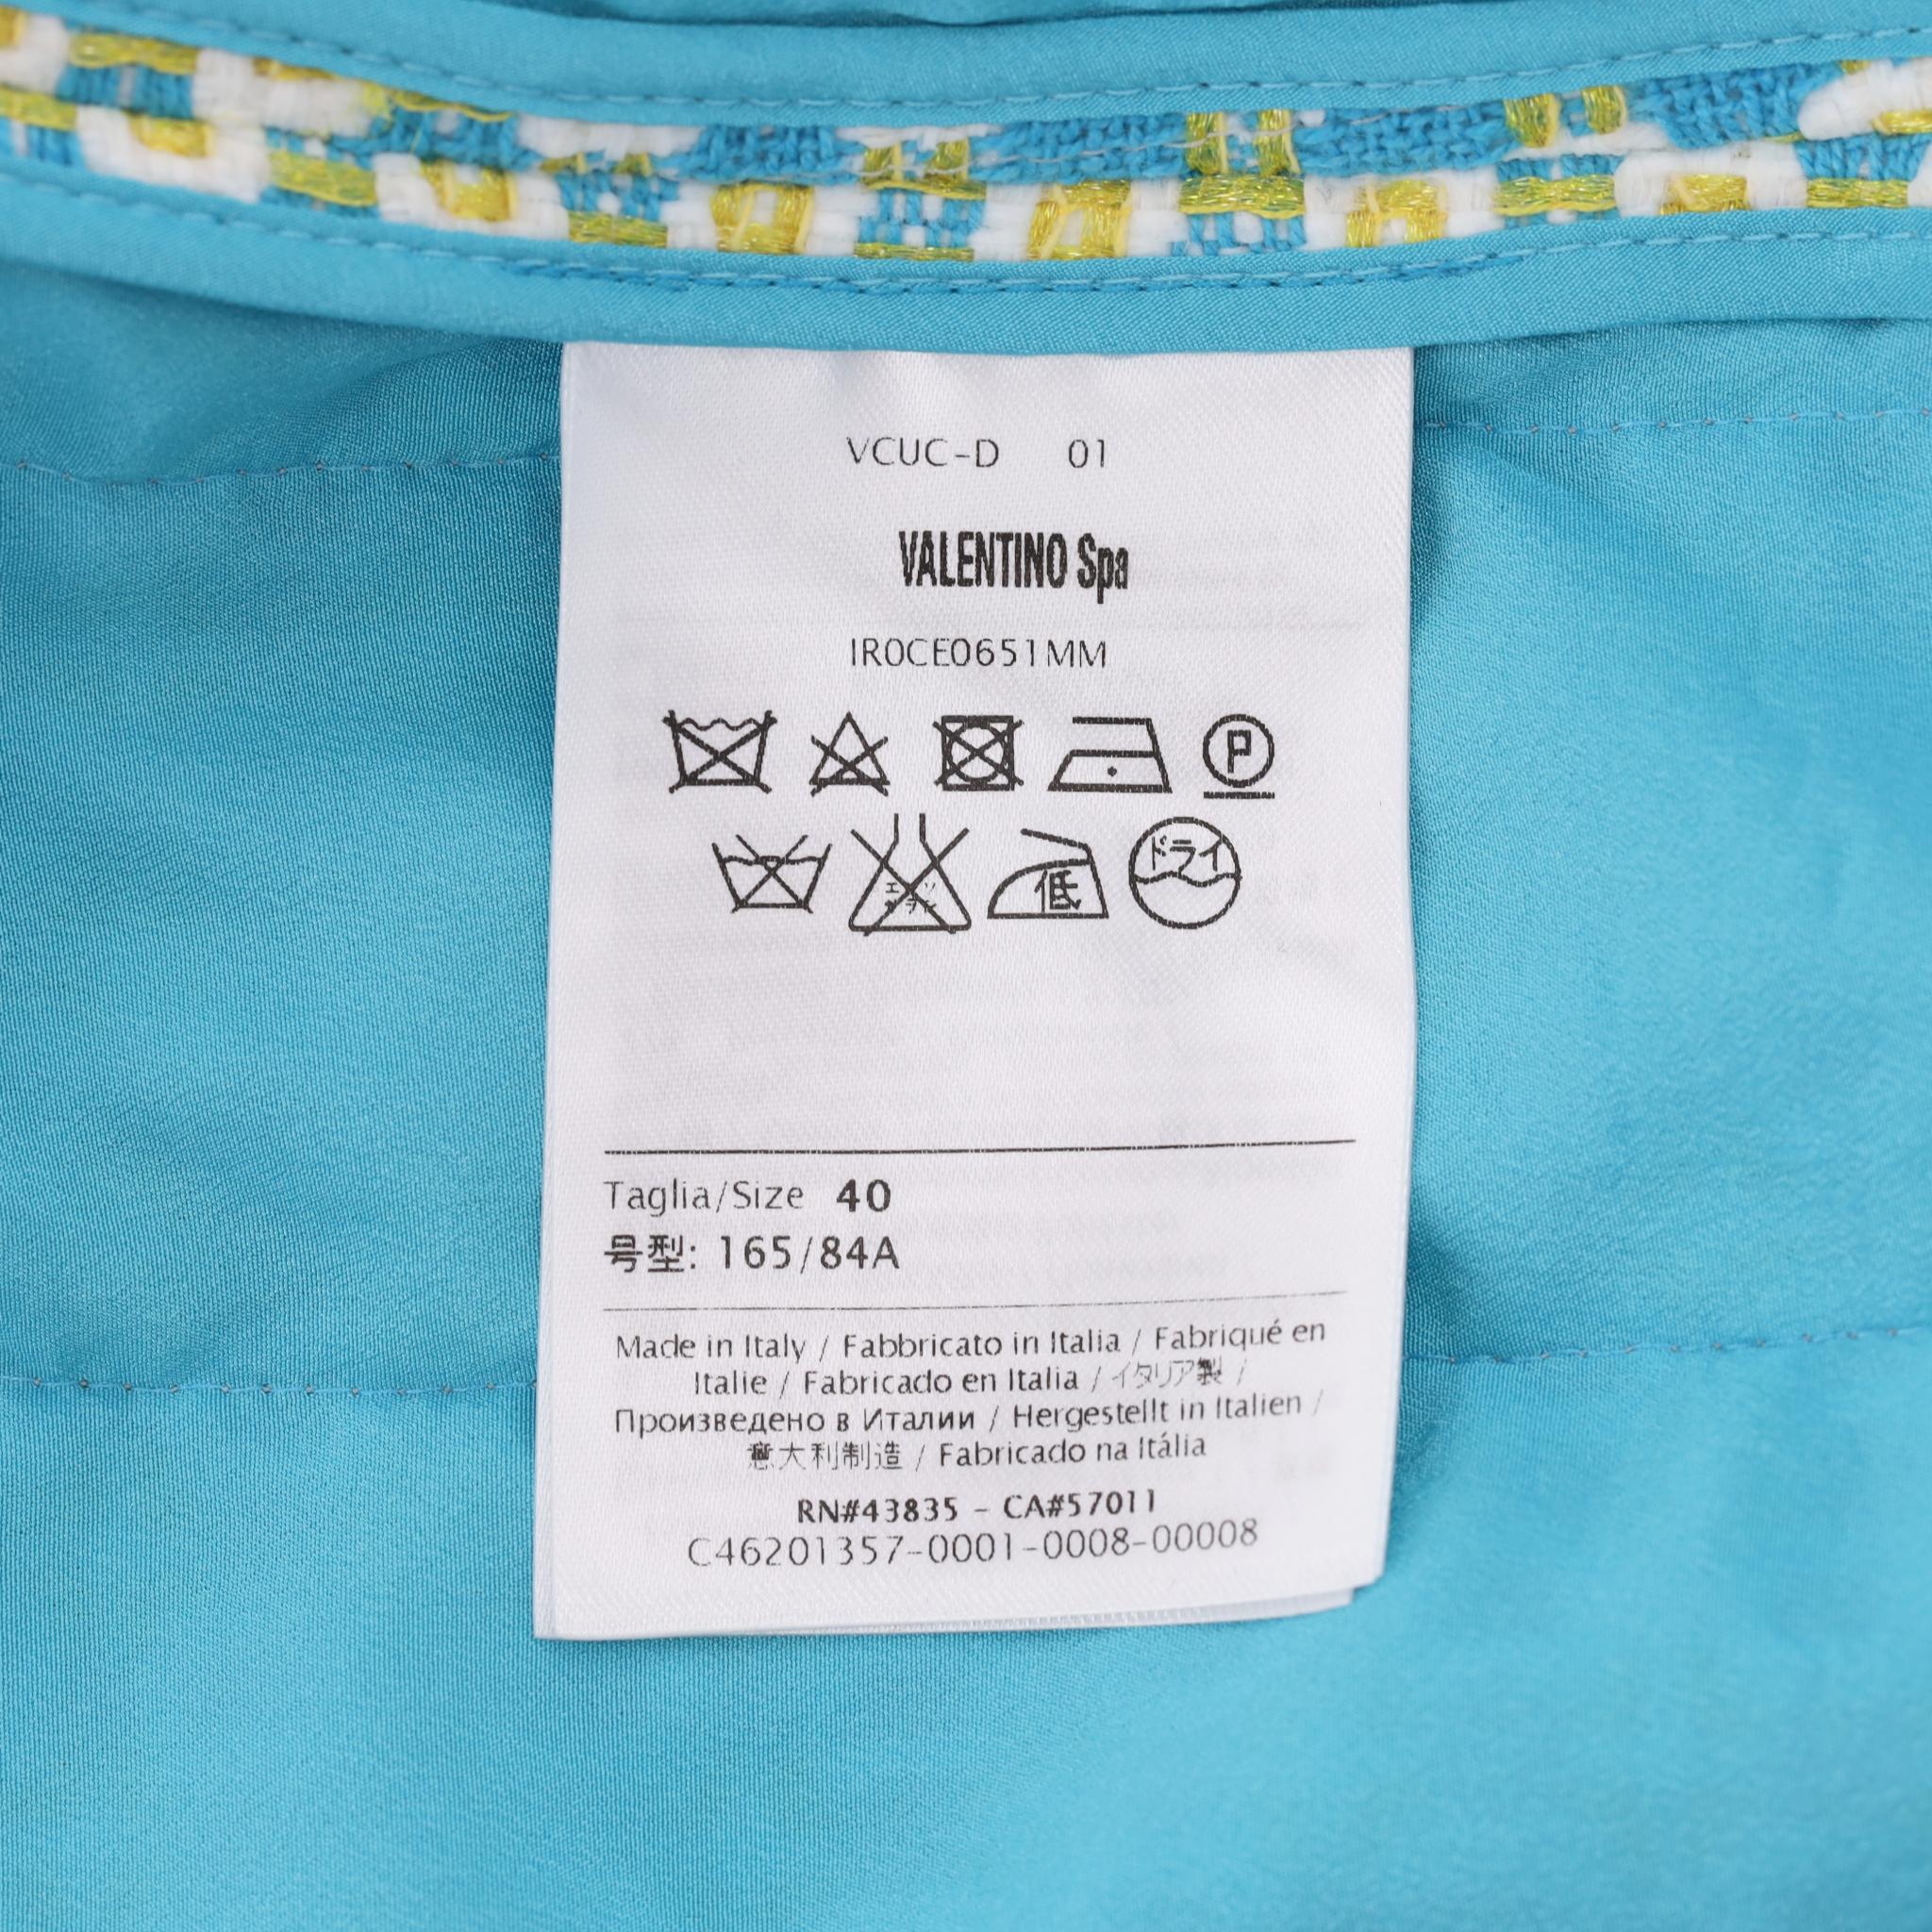 VCUC-D 01
VALENTINO Spa
IR0CE0651MM
P
ドライ
低
Taglia/Size 40
号型: 165/84A
Made in Italy / Fabbricato in Italia / Fabriqué en
Italie / Fabricado en Italia / イタリア製 /
Произведено в Италии / Hergestellt in Italien /
意大利制造 / Fabricado na Itália
RN#43835 - CA#57011
C46201357-0001-0008-00008